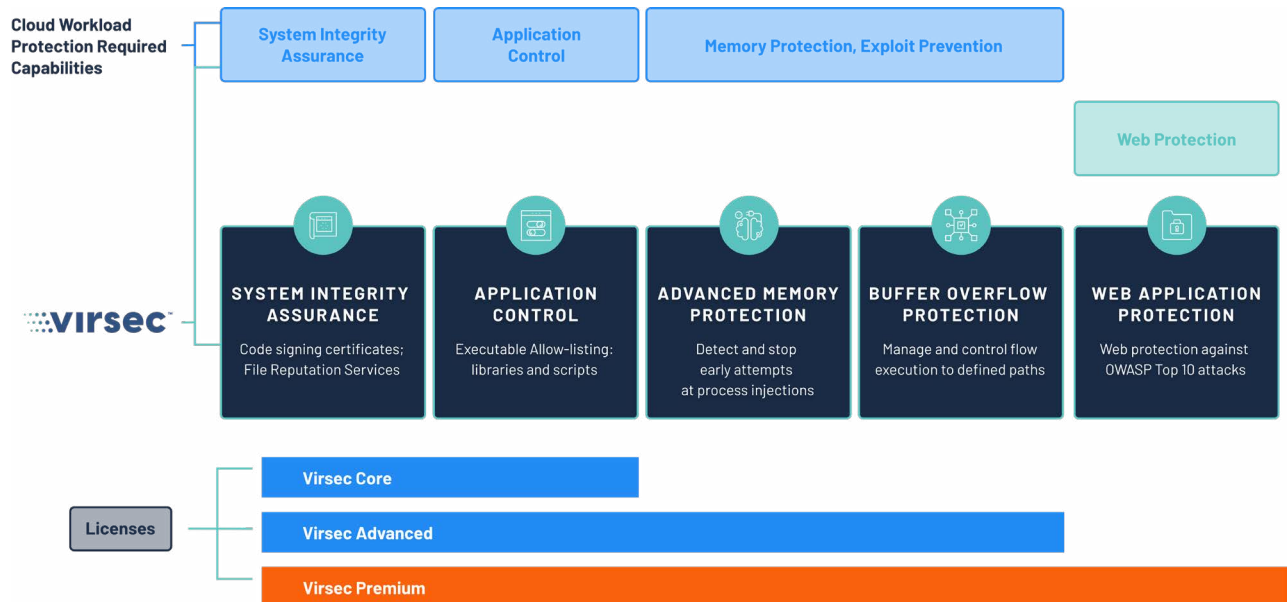 Cloud Workload
Protection Required
Capabilities
System Integrity
Assurance
Application
Control
Memory Protection, Exploit Prevention
Web Protection
virsec™
SYSTEM INTEGRITY
ASSURANCE
Code signing certificates;
File Reputation Services
APPLICATION
CONTROL
Executable Allow-listing:
libraries and scripts
ADVANCED MEMORY
PROTECTION
Detect and stop
early attempts
at process injections
BUFFER OVERFLOW
PROTECTION
Manage and control flow
execution to defined paths
WEB APPLICATION
PROTECTION
Web protection against
OWASP Top 10 attacks
Licenses
Virsec Core
Virsec Advanced
Virsec Premium